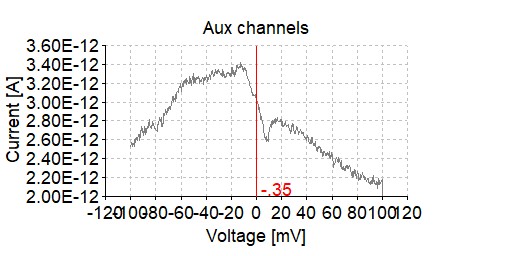 Aux channels
3.60E-12
3.40E-12
3.20E-12
3.00E-12
2.80E-12
2.60E-12
2.40E-12
2.20E-12
2.00E-12
Current [A]
-.35
-120 -100 -80 -60 -40 -20 0 20 40 60 80 100 120
Voltage [mV]